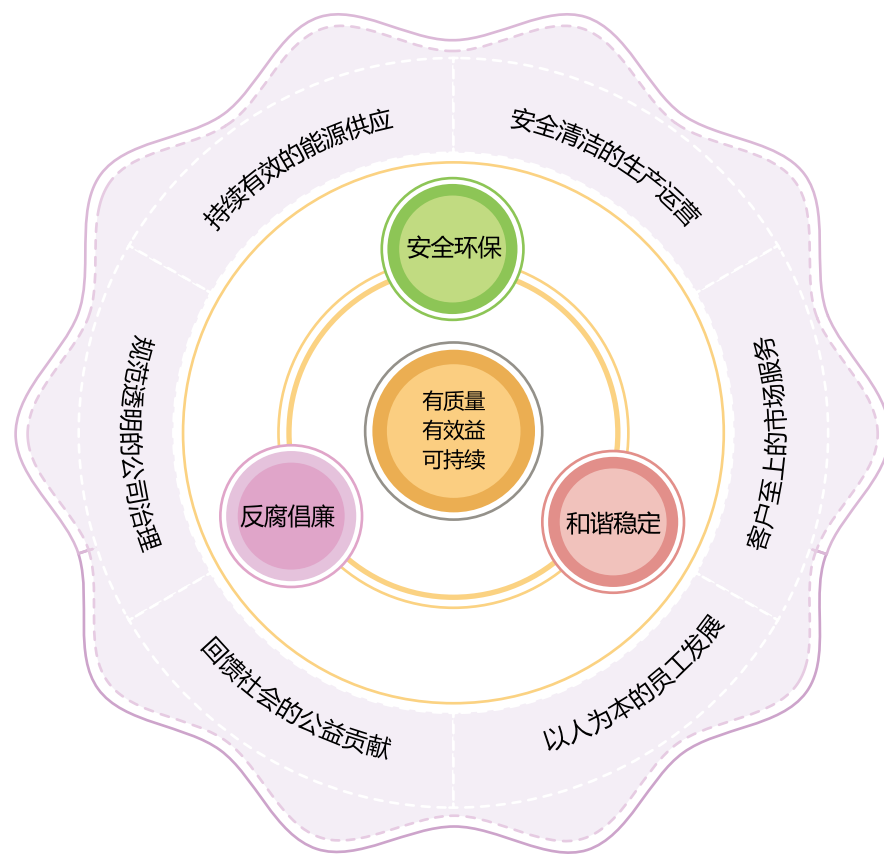 持续有效的能源供应
安全清洁的生产运营
客户至上的市场服务
以人为本的员工发展
回馈社会的公益贡献
规范透明的公司治理
安全环保
有质量
有效益
可持续
反腐倡廉
和谐稳定